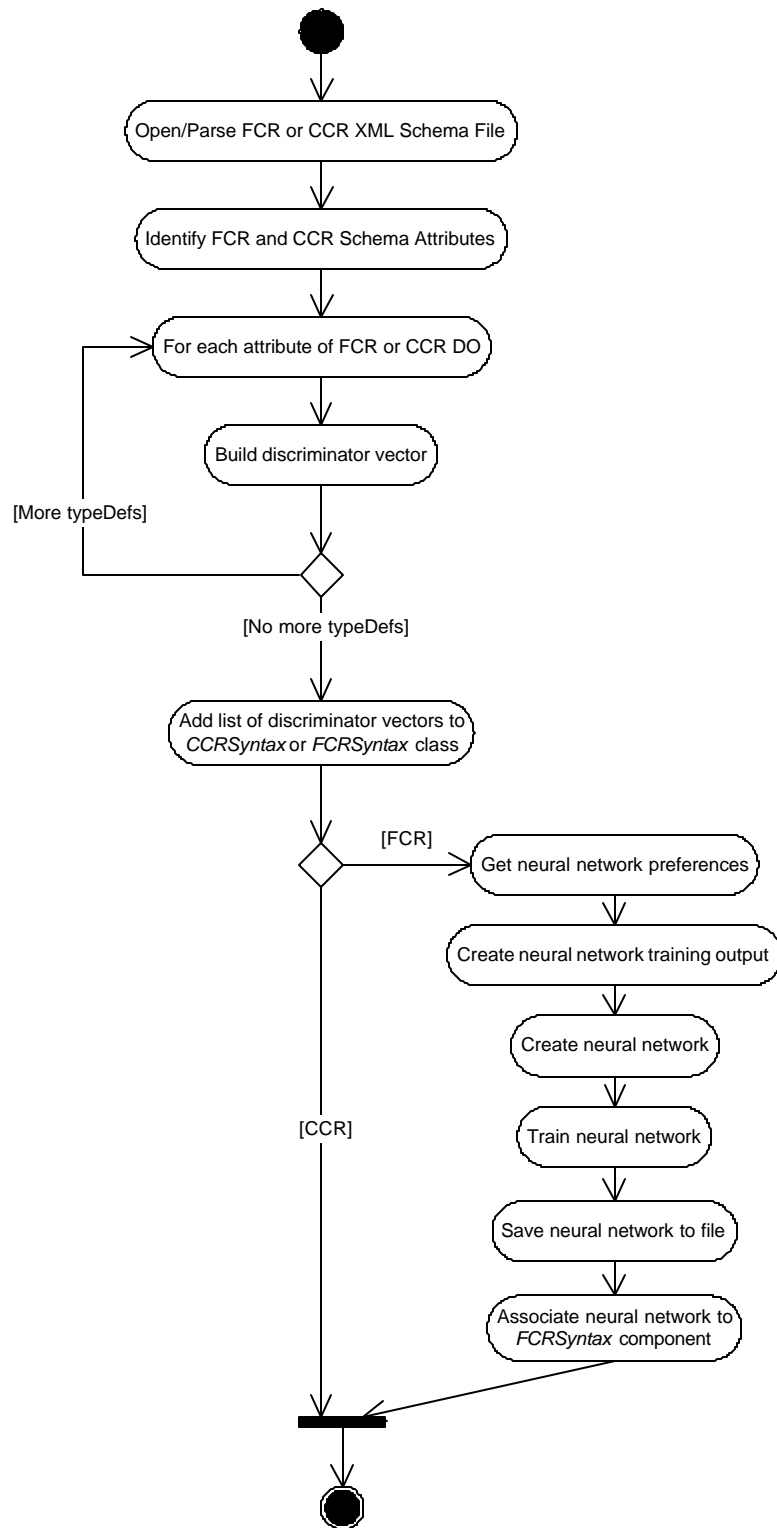 Open/Parse FCR or CCR XML Schema File
Identify FCR and CCR Schema Attributes
For each attribute of FCR or CCR DO
Build discriminator vector
[More typeDefs]
[No more typeDefs]
Add list of discriminator vectors to
CCRSyntax or FCRSyntax class
[FCR]
Get neural network preferences
Create neural network training output
Create neural network
[CCR]
Train neural network
Save neural network to file
Associate neural network to
FCRSyntax component